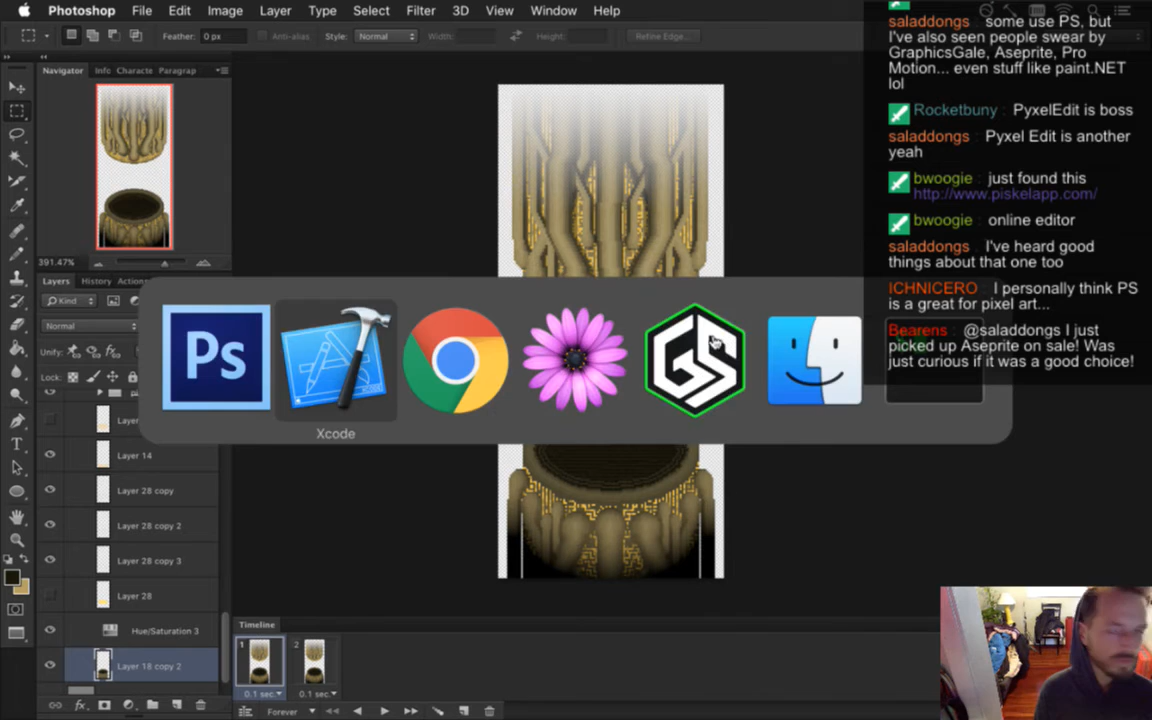 Photoshop File Edit Image Layer Type Select Filter 3D View Window Help
Feather: 0 px Anti-alias Style: Normal Width: Height: Refine Edge...
Navigator Info Characte Paragrap
391.47%
Layers History Actions
Kind
Normal
Unify:
Lock:
Layer
Layer 14
Layer 28 copy
Layer 28 copy 2
Layer 28 copy 3
Layer 28
Hue/Saturation 3
Layer 18 copy 2
Ps
GS
Xcode
Timeline
1 2
0.1 sec. 0.1 sec.
Forever
saladdongs : some use PS, but
I've also seen people swear by
GraphicsGale, Aseprite, Pro
Motion... even stuff like paint.NET
lol
Rocketbuny : PyxelEdit is boss
saladdongs : Pyxel Edit is another
yeah
bwoogie : just found this
http://www.piskelapp.com/
bwoogie : online editor
saladdongs : I've heard good
things about that one too
ICHNICERO : I personally think PS
is a great for pixel art...
Bearens : @saladdongs I just
picked up Aseprite on sale! Was
just curious if it was a good choice!